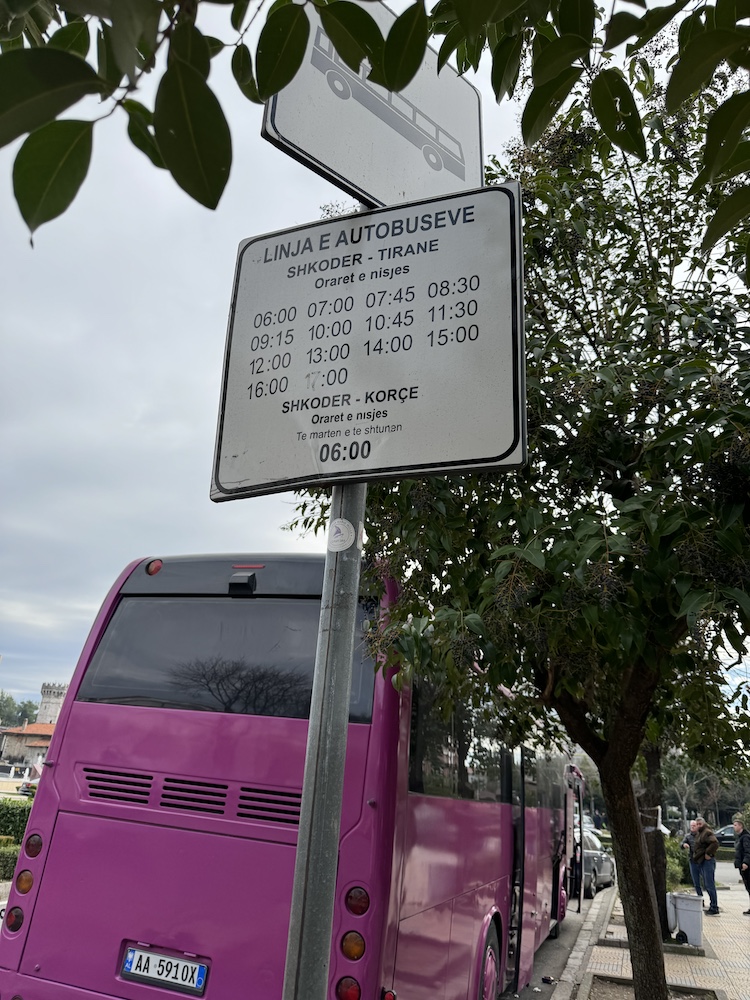 LINJA E AUTOBUSEVE
SHKODER - TIRANE
Oraret e nisjes
06:00 07:00 07:45 08:30
09:15 10:00 10:45 11:30
12:00 13:00 14:00 15:00
16:00 17:00
SHKODER - KORÇE
Oraret e nisjes
Te marten e te shtunan
06:00
AA 591OX